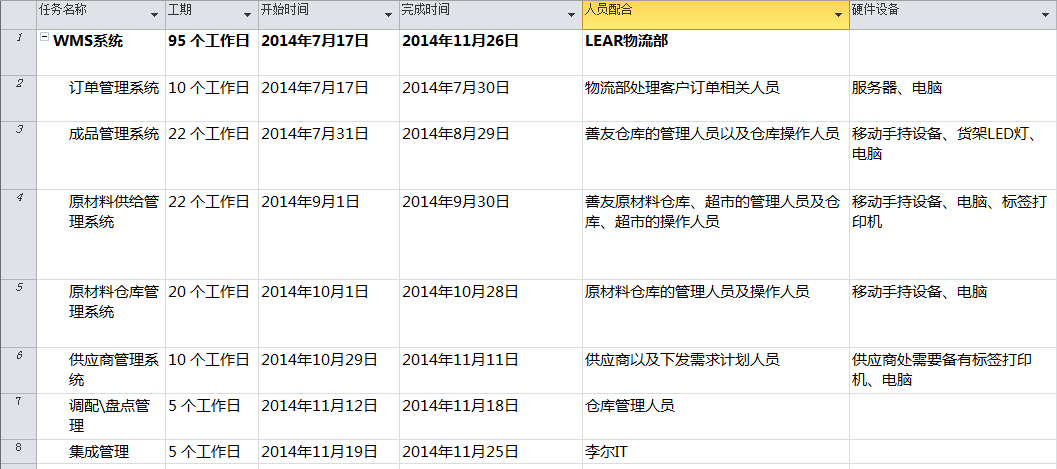 任务名称 工期 开始时间 完成时间 人员配合 硬件设备
1 WMS系统 95 个工作日 2014年7月17日 2014年11月26日 LEAR物流部
2 订单管理系统 10 个工作日 2014年7月17日 2014年7月30日 物流部处理客户订单相关人员 服务器、电脑
3 成品管理系统 22 个工作日 2014年7月31日 2014年8月29日 善友仓库的管理人员以及仓库操作人员 移动手持设备、货架LED灯、
电脑
4 原材料供给管 22 个工作日 2014年9月1日 2014年9月30日 善友原材料仓库、超市的管理人员及仓 移动手持设备、电脑、标签打
理系统 库、超市的操作人员 印机
5 原材料仓库管 20 个工作日 2014年10月1日 2014年10月28日 原材料仓库的管理人员及操作人员 移动手持设备、电脑
理系统
6 供应商管理系 10 个工作日 2014年10月29日 2014年11月11日 供应商以及下发需求计划人员 供应商处需要备有标签打印
统 机、电脑
7 调配\盘点管 5 个工作日 2014年11月12日 2014年11月18日 仓库管理人员
理
8 集成管理 5 个工作日 2014年11月19日 2014年11月25日 李尔IT